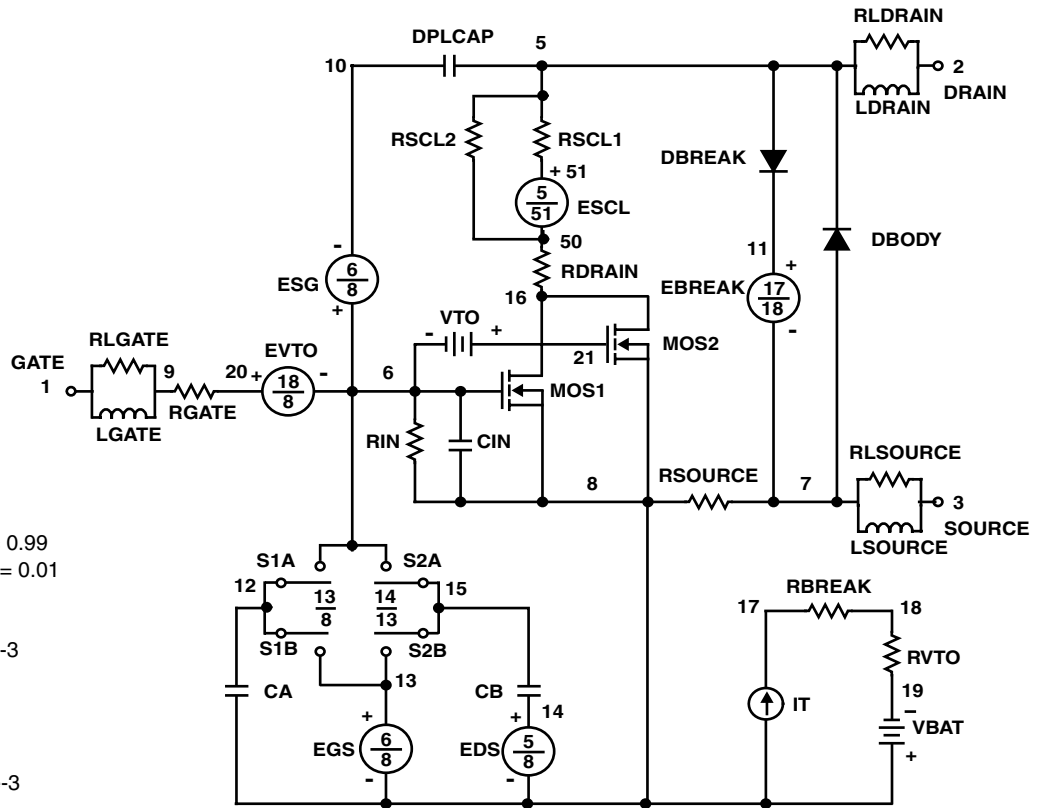 RLDRAIN
DPLCAP
5
10
2
DRAIN
LDRAIN
RSCL2
RSCL1
DBREAK
+ 51
5
51
ESCL
50
DBODY
-
6
8
ESG
+
11
+
RDRAIN
EBREAK
17
18
-
16
VTO
-
+
MOS2
21
RLGATE
GATE
1
9
20
+
EVTO
18
8
-
6
MOS1
RGATE
LGATE
RIN
CIN
RSOURCE
8
7
RLSOURCE
3
SOURCE
LSOURCE
0.99
= 0.01
S1A
S2A
12
13
8
14
13
15
S1B
S2B
-3
13
CA
CB
+
EGS
6
8
-
+
14
EDS
5
8
-
RBREAK
17
18
RVTO
19
IT
−
VBAT
+
-3